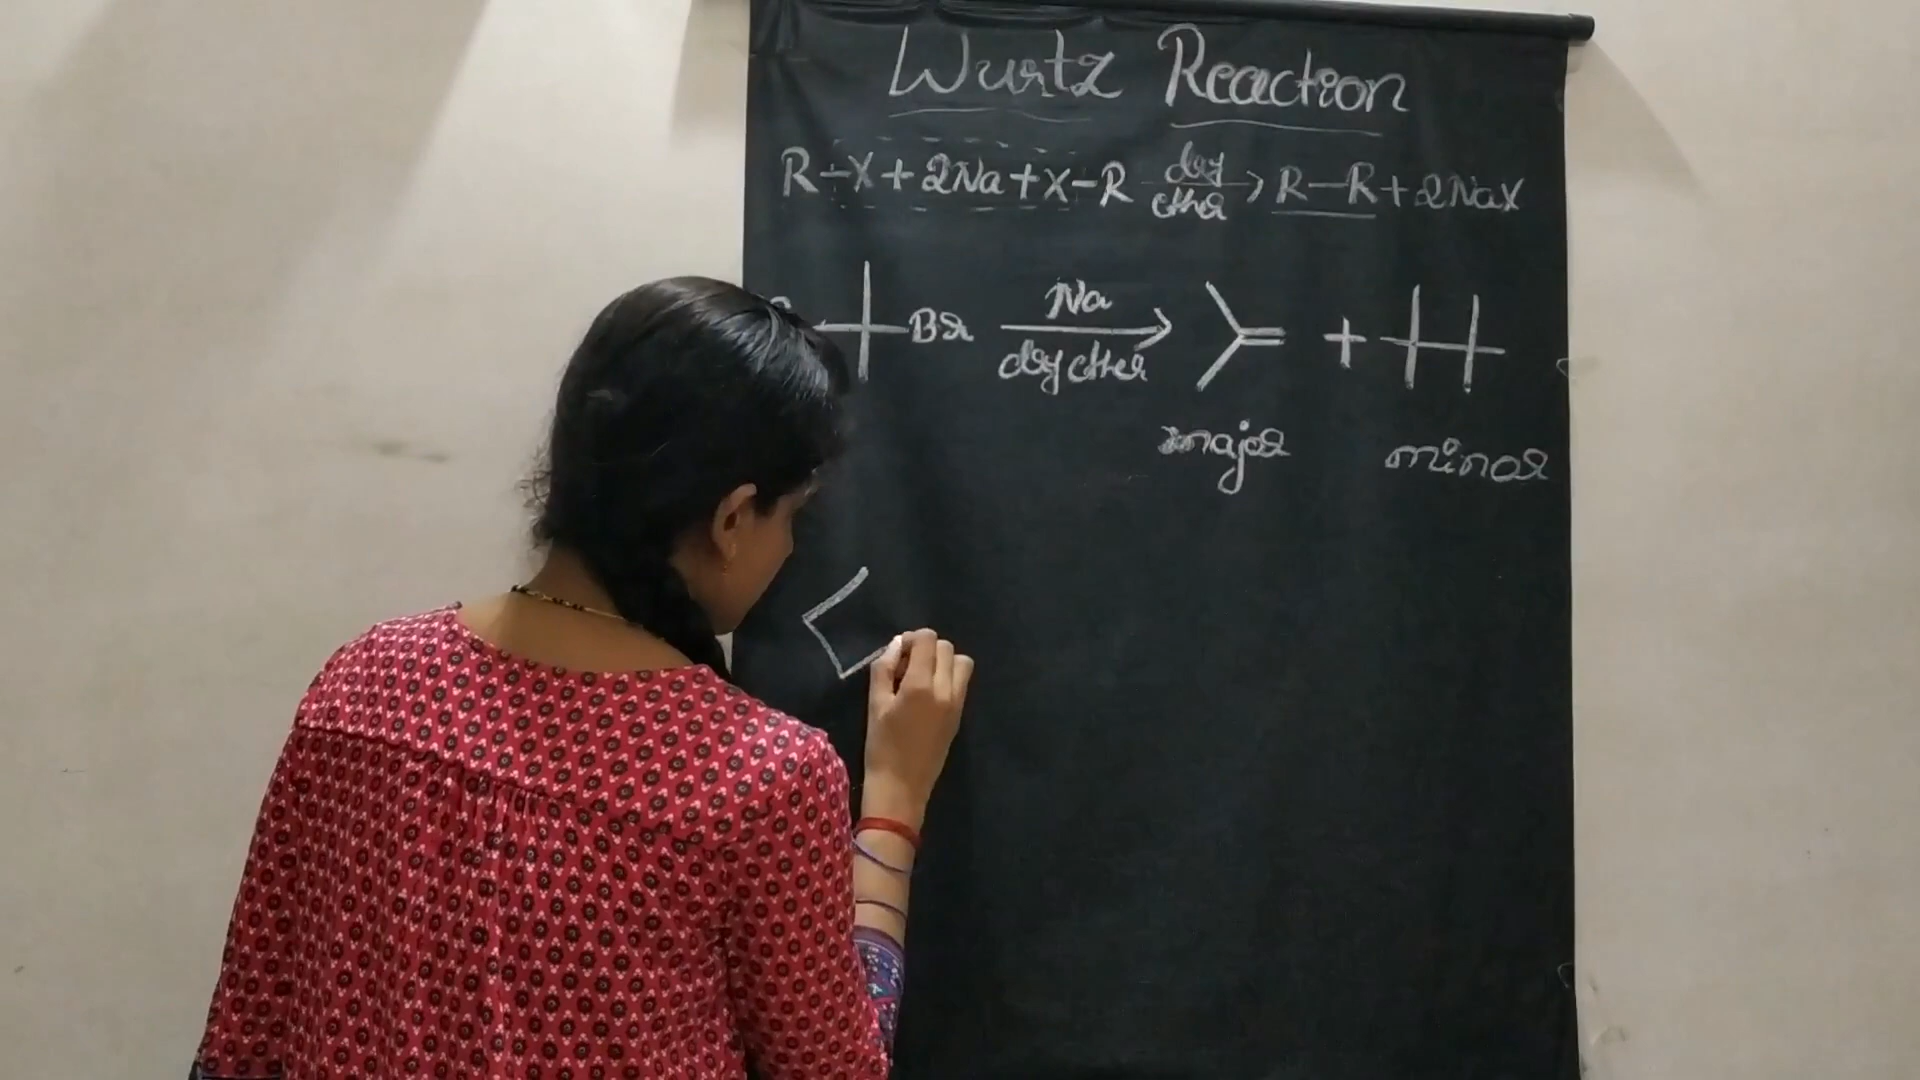 Wurtz Reaction
R-X+2Na+X-R dry ether → R-R+2NaX
Br Na dry ether → +
major minor